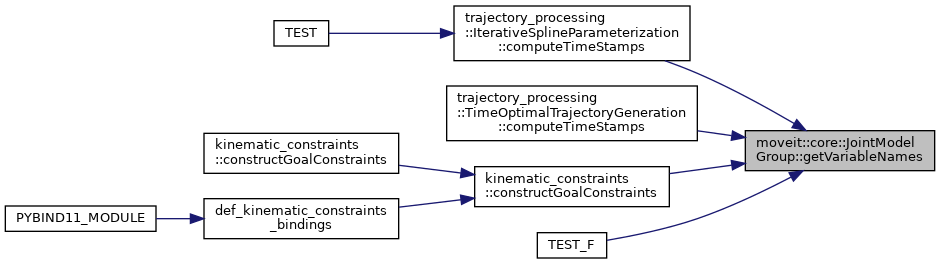 trajectory_processing
::IterativeSplineParameterization
::computeTimeStamps
TEST
trajectory_processing
::TimeOptimalTrajectoryGeneration
::computeTimeStamps
moveit::core::JointModel
Group::getVariableNames
kinematic_constraints
::constructGoalConstraints
kinematic_constraints
::constructGoalConstraints
def_kinematic_constraints
_bindings
PYBIND11_MODULE
TEST_F